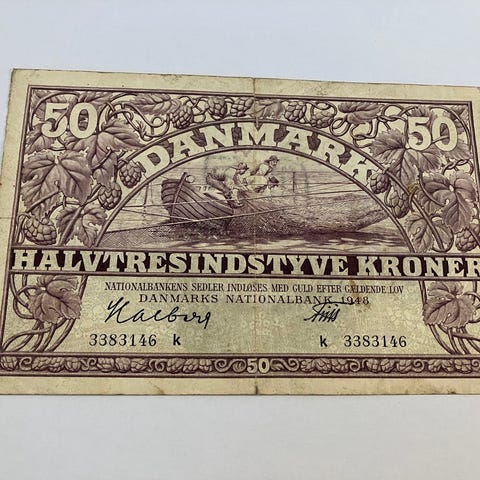 50 50
DANMARK
HALVTRESINDSTYVE KRONER
NATIONALBANKENS SEDLER INDLØSES MED GULD EFTER GÆLDENDE LOV
DANMARKS NATIONALBANK 1948
3383146 k k 3383146
50